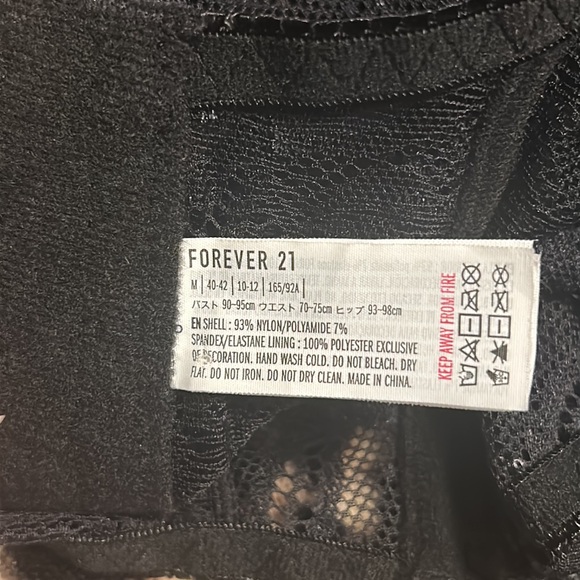 FOREVER 21
M | 40-42 | 10-12 | 165/92A |
バスト 90-95cm ウエスト 70-75cm ヒップ 93-98cm
EN SHELL : 93% NYLON/POLYAMIDE 7%
SPANDEX/ELASTANE LINING : 100% POLYESTER EXCLUSIVE
OF DECORATION. HAND WASH COLD. DO NOT BLEACH. DRY
FLAT. DO NOT IRON. DO NOT DRY CLEAN. MADE IN CHINA.
KEEP AWAY FROM FIRE